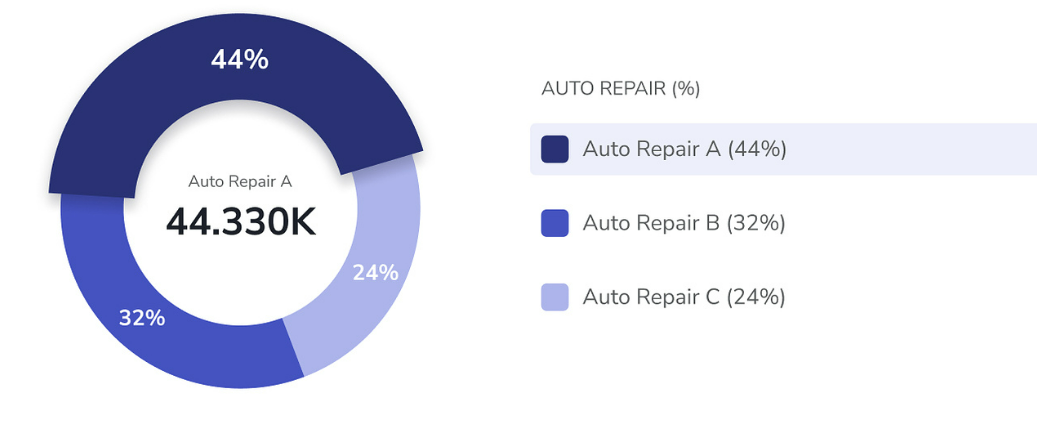 44%
Auto Repair A
44.330K
24%
32%
AUTO REPAIR (%)
Auto Repair A (44%)
Auto Repair B (32%)
Auto Repair C (24%)